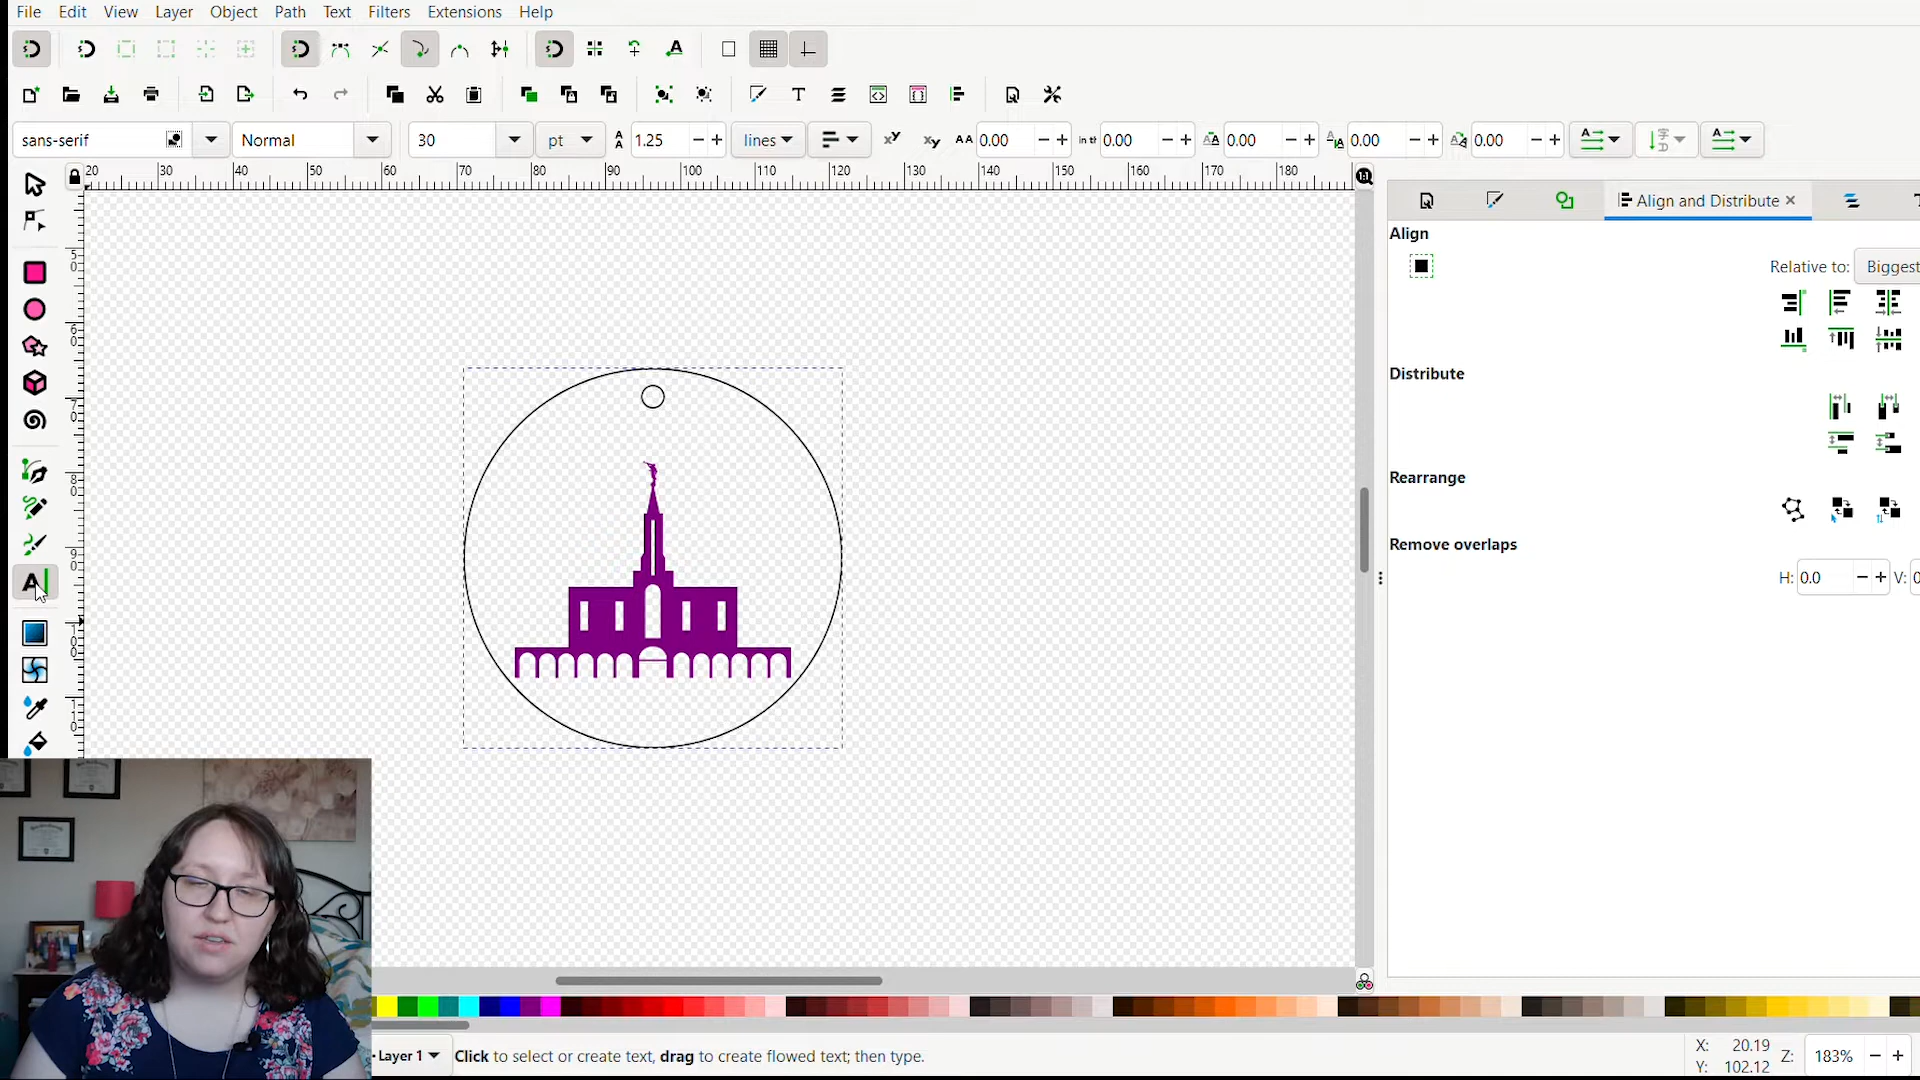 File Edit View Layer Object Path Text Filters Extensions Help
sans-serif Normal 30 pt 1.25 lines 0.00 0.00 0.00 0.00 0.00
20 30 40 50 60 70 80 90 100 110 120 130 140 150 160 170 180
Align and Distribute
Align
Relative to: Biggest
Distribute
Rearrange
Remove overlaps
H: 0.0 V: 0
Layer 1 Click to select or create text, drag to create flowed text; then type.
X: 20.19
Y: 102.12
Z: 183%